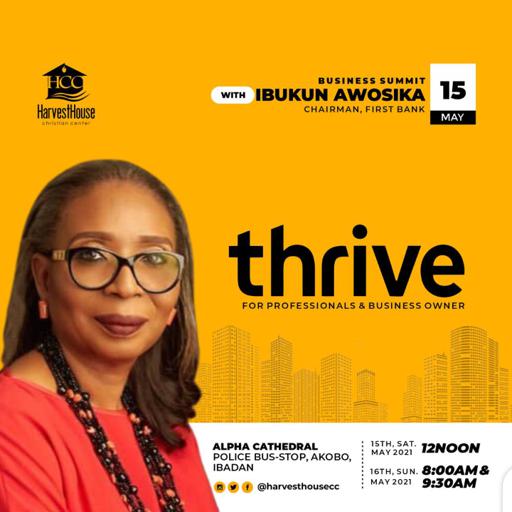 HCC
HarvestHouse
christian center
BUSINESS SUMMIT
WITH IBUKUN AWOSIKA
CHAIRMAN, FIRST BANK
15
MAY
thrive
FOR PROFESSIONALS & BUSINESS OWNER
ALPHA CATHEDRAL
POLICE BUS-STOP, AKOBO,
IBADAN
@harvesthousecc
15TH, SAT.
MAY 2021
12NOON
16TH, SUN.
MAY 2021
8:00AM &
9:30AM